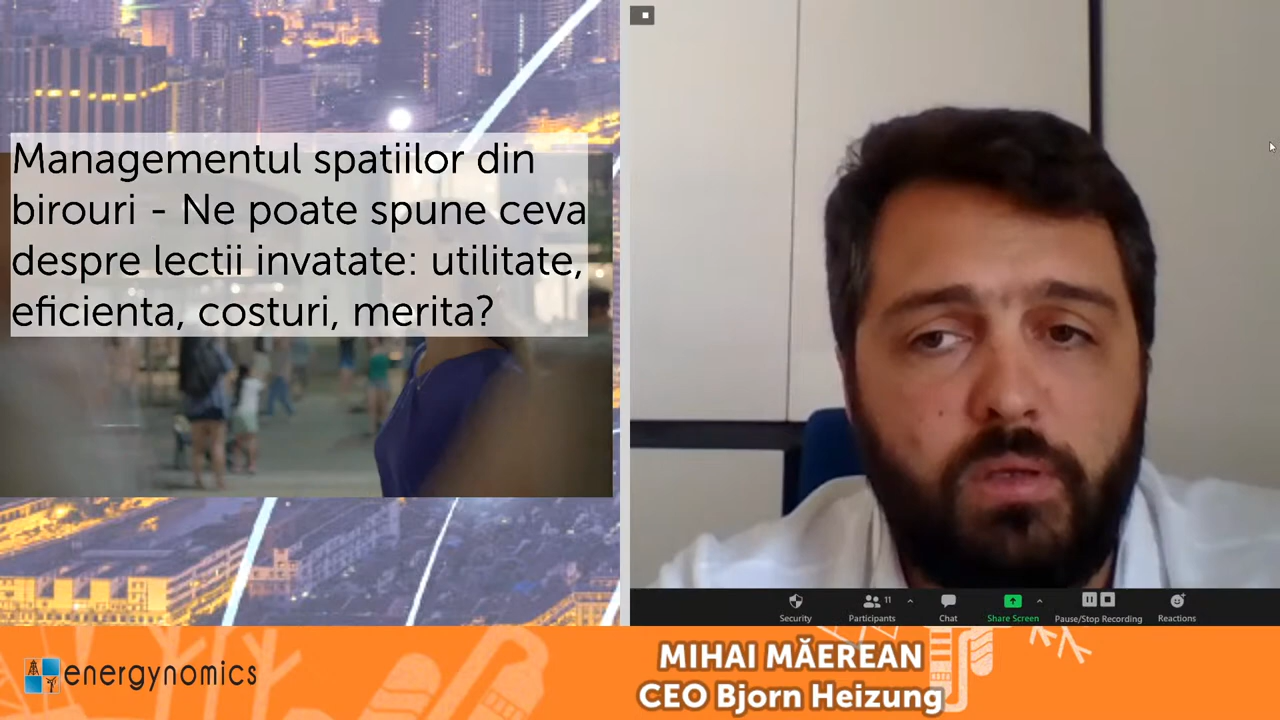 Managementul spatiilor din
birouri - Ne poate spune ceva
despre lectii invatate: utilitate,
eficienta, costuri, merita?
Security
Participants
11
Chat
Share Screen
Pause/Stop Recording
Reactions
energynomics
MIHAI MĂEREAN
CEO Bjorn Heizung